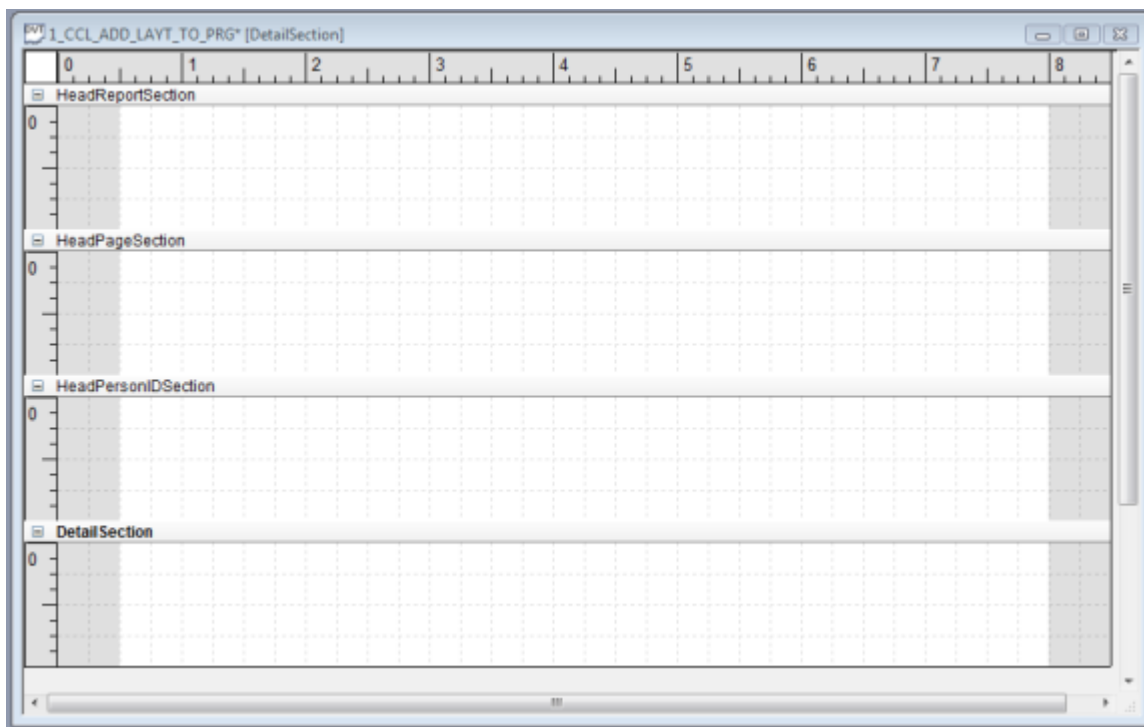 DVT 1_CCL_ADD_LAYT_TO_PRG* [DetailSection]
0 1 2 3 4 5 6 7 8
HeadReportSection
0
HeadPageSection
0
HeadPersonIDSection
0
DetailSection
0